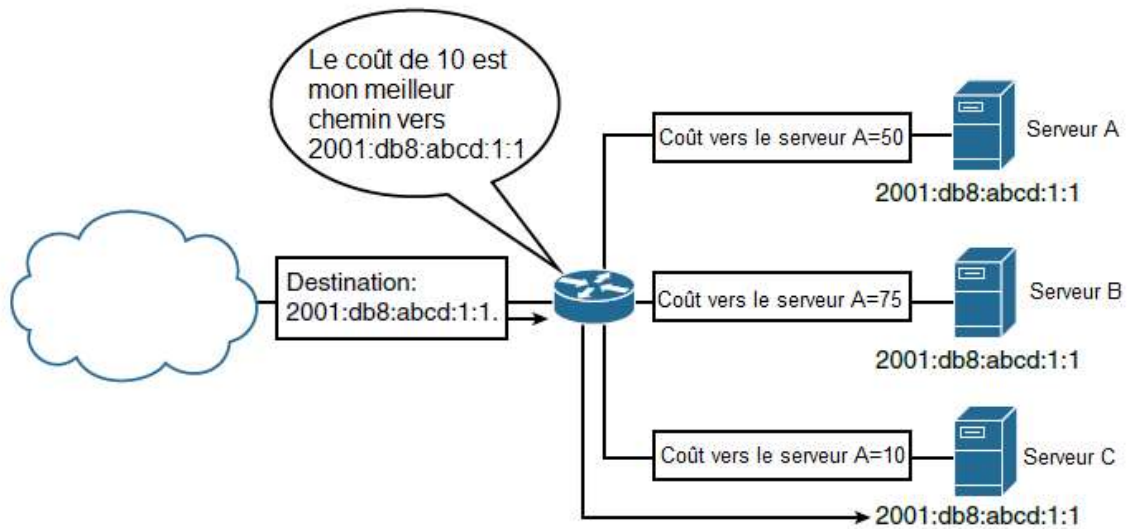 Le coût de 10 est
mon meilleur
chemin vers
2001:db8:abcd:1:1
Coût vers le serveur A=50
Serveur A
2001:db8:abcd:1:1
Destination:
2001:db8:abcd:1:1.
Coût vers le serveur A=75
Serveur B
2001:db8:abcd:1:1
Coût vers le serveur A=10
Serveur C
2001:db8:abcd:1:1